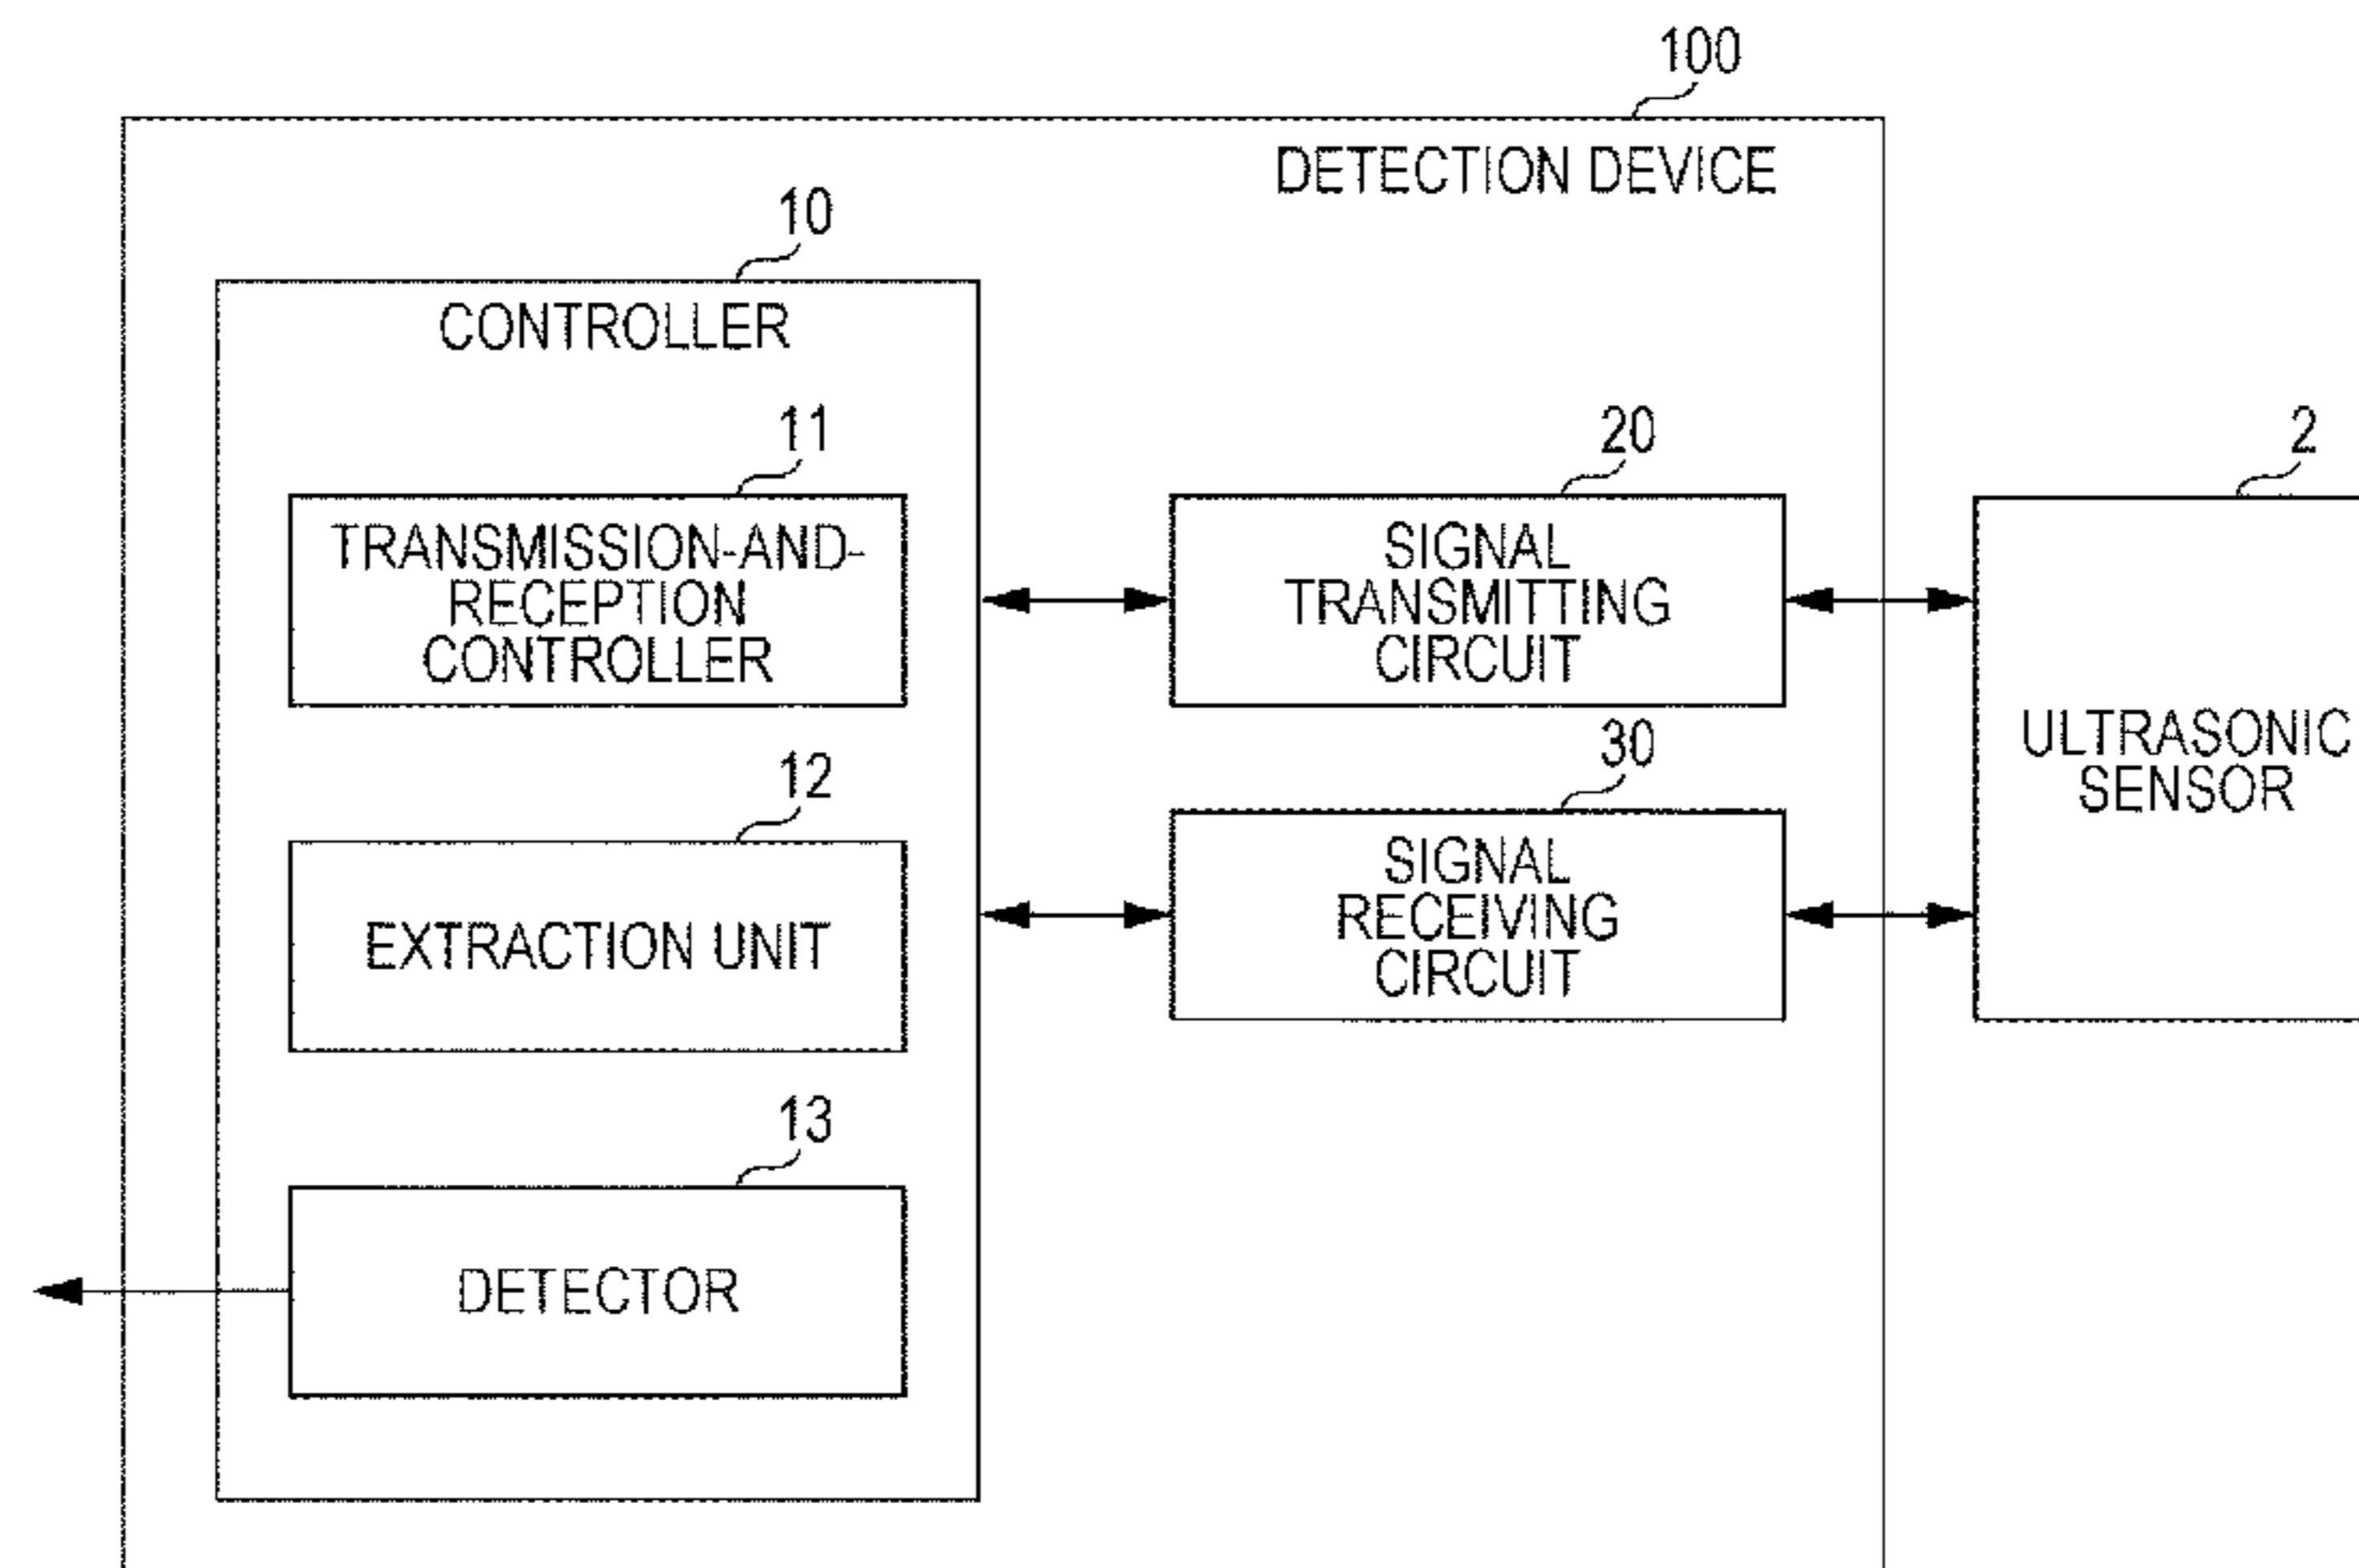 100
DETECTION DEVICE
10
CONTROLLER
11
TRANSMISSION-AND-
RECEPTION
CONTROLLER
20
SIGNAL
TRANSMITTING
CIRCUIT
2
ULTRASONIC
SENSOR
12
EXTRACTION UNIT
30
SIGNAL
RECEIVING
CIRCUIT
13
DETECTOR